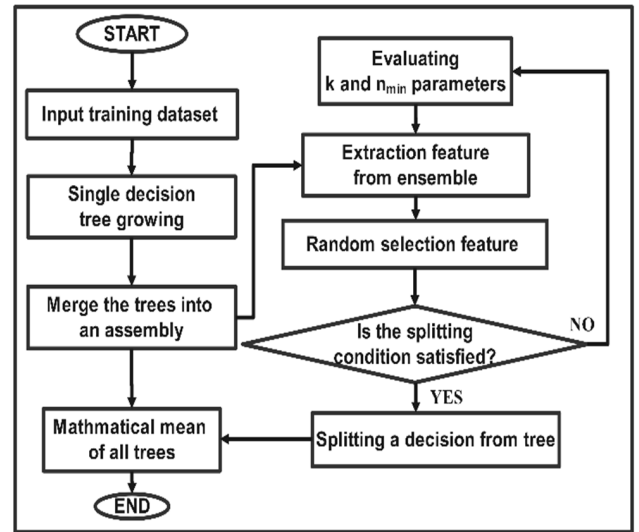 START
Input training dataset
Single decision
tree growing
Merge the trees into
an assembly
Mathmatical mean
of all trees
END
Evaluating
k and nmin parameters
Extraction feature
from ensemble
Random selection feature
Is the splitting
condition satisfied?
NO
YES
Splitting a decision from tree